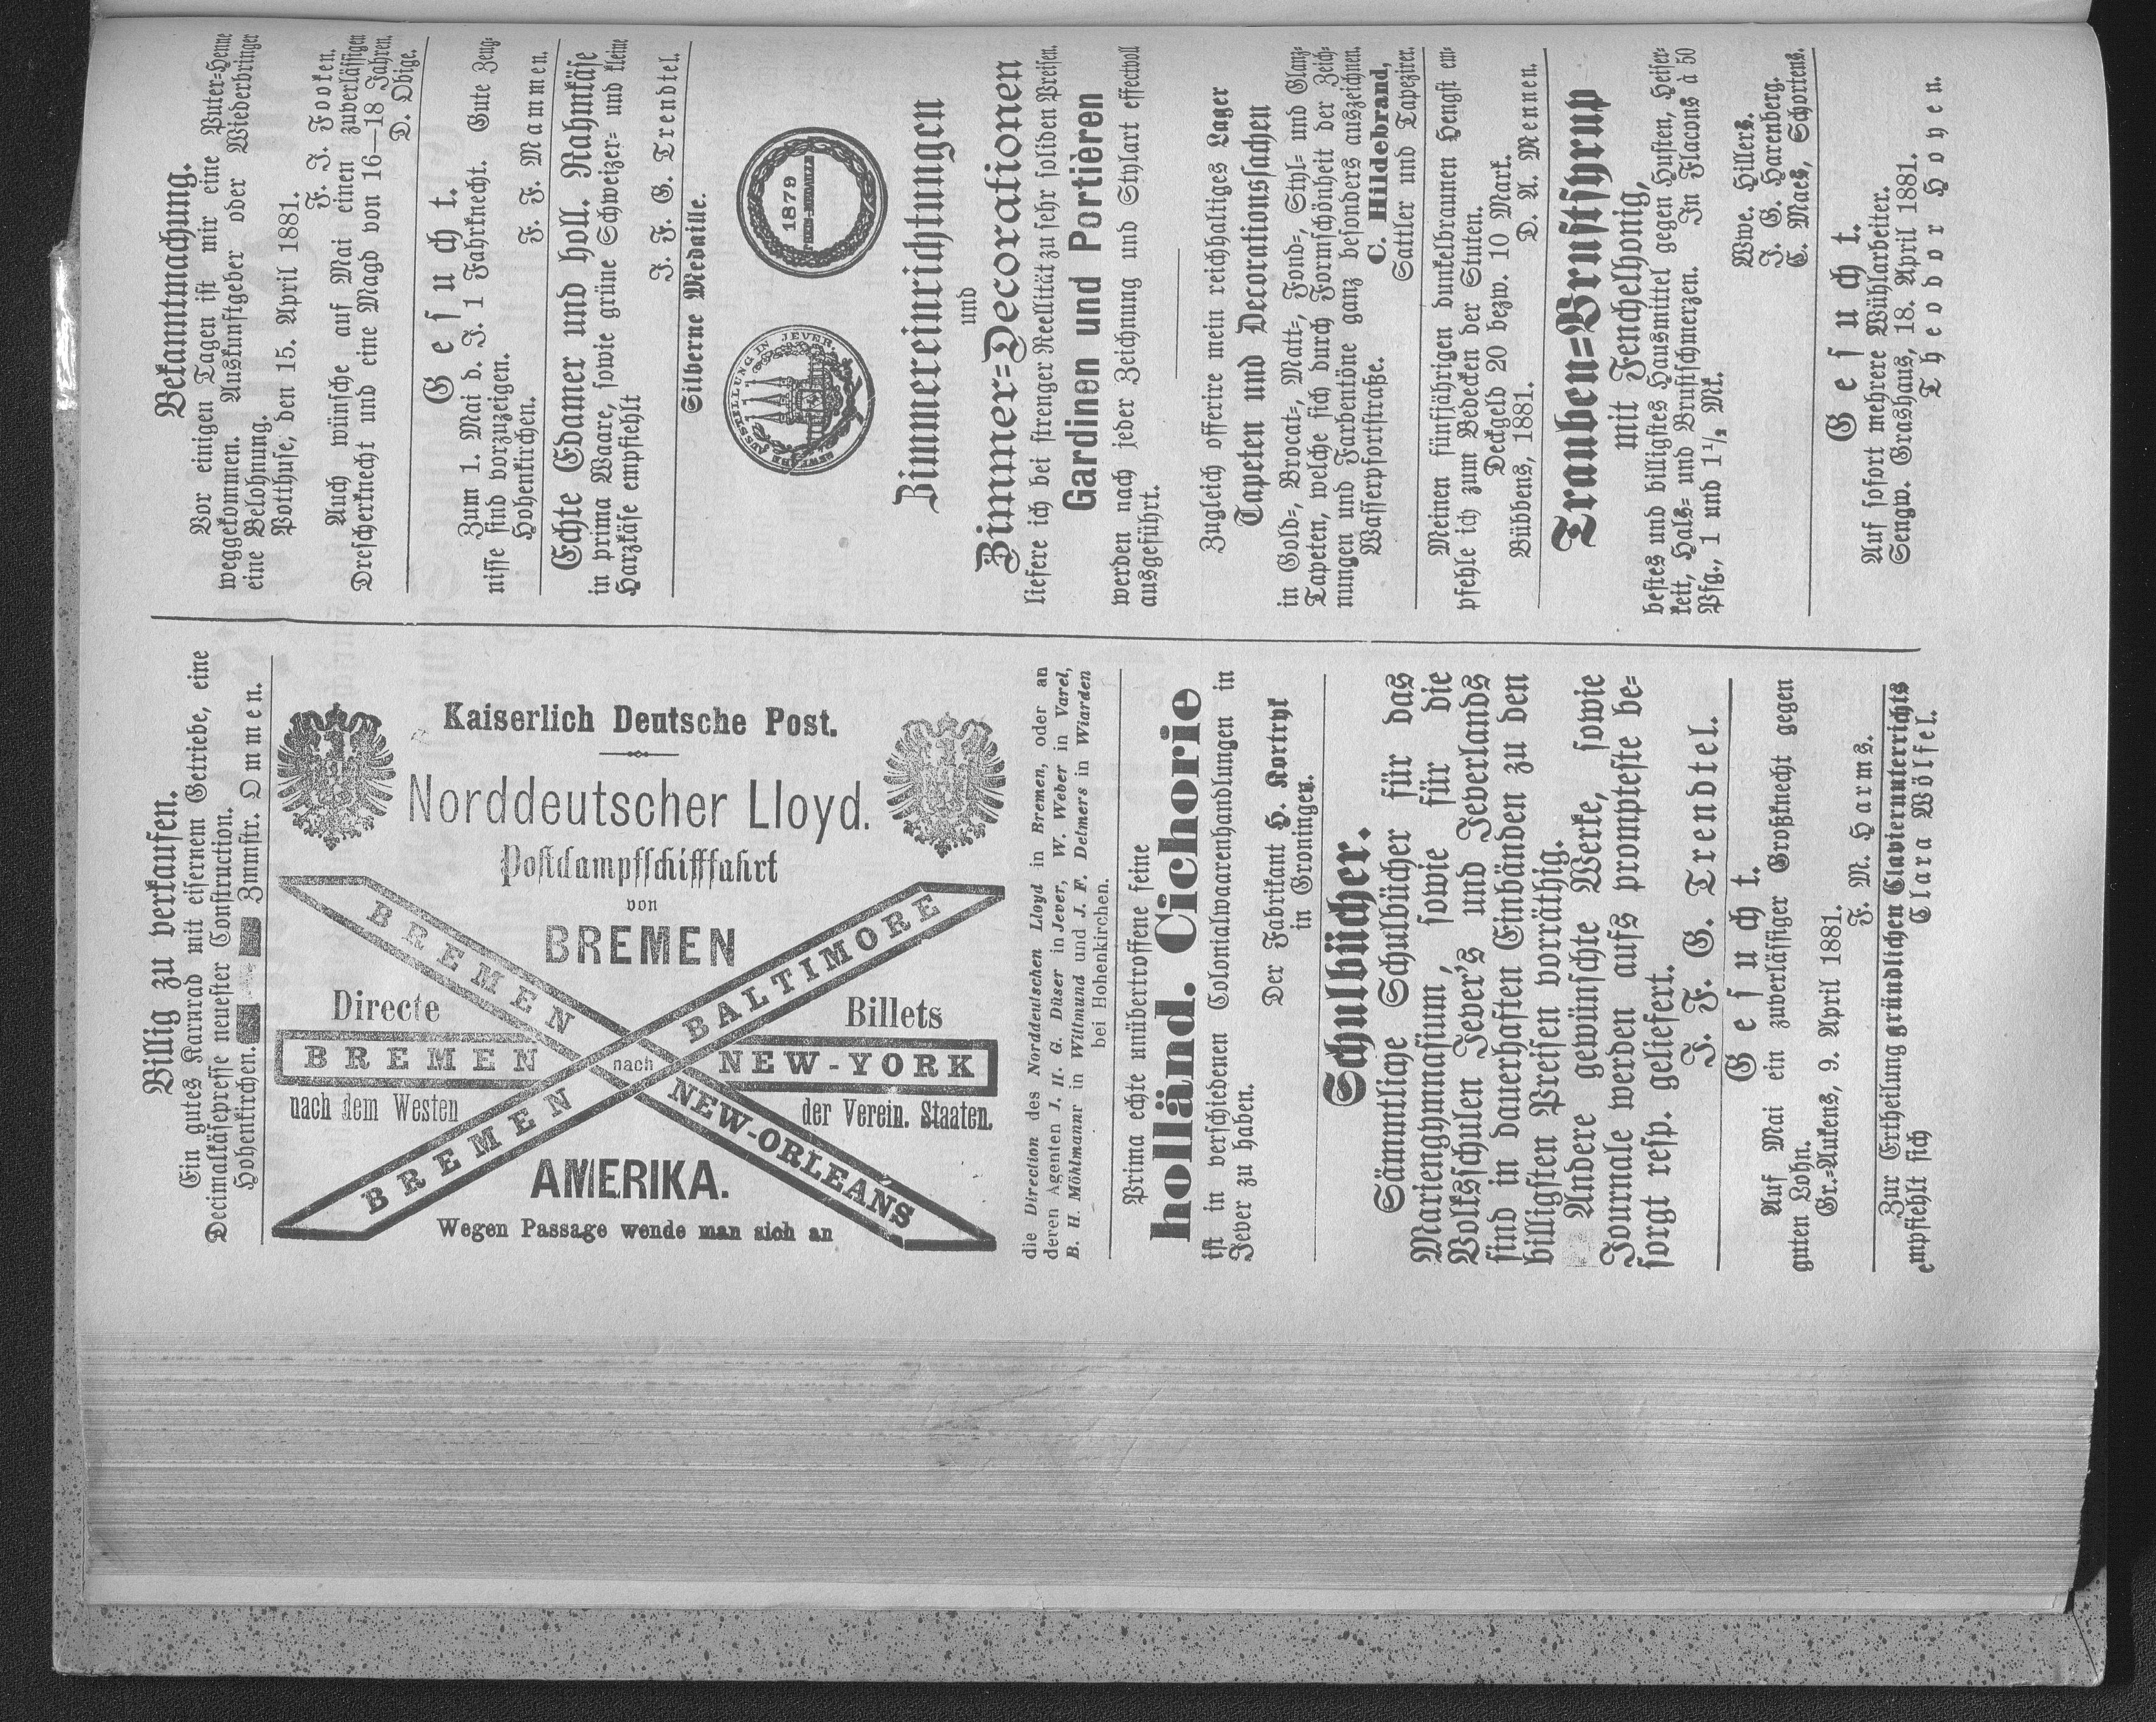 Billig zu verkaufen.
Ein gutes Karnrad mit eisernem Getriebe, eine
Decimalkäsepresse neuester Construction.
Hohenkirchen. Zmmstr. Ommen.
Kaiserlich Deutsche Post.
Norddeutscher Lloyd.
Postdampfschifffahrt
von
BREMEN
BREMEN
BALTIMORE
Directe
Billets
BREMEN
nach
NEW-YORK
nach dem Westen
der Verein. Staaten.
BREMEN
NEW-ORLEANS
AMERIKA.
Wegen Passage wende man sich an
die Direction des Norddeutschen Lloyd in Bremen, oder an
deren Agenten J. H. G. Düser in Jever, W. Weber in Varel,
B. H. Möhlmann in Wittmund und J. F. Detmers in Wiarden
bei Hohenkirchen.
Prima echte unübertroffene feine
holländ. Cichorie
ist in verschiedenen Colonialwaarenhandlungen in
Jever zu haben.
Der Fabrikant H. Kortryk
in Groningen.
Schulbücher.
Sämmtliche Schulbücher für das
Mariengymnasium, sowie für die
Volksschulen Jever's und Jeverlands
sind in dauerhaften Einbänden zu den
billigsten Preisen vorräthig.
Andere gewünschte Werke, sowie
Journale werden aufs prompteste be=
sorgt resp. geliefert.
J. F. G. Trendtel.
Gesucht.
Auf Mai ein zuverlässiger Großknecht gegen
guten Lohn.
Gr.=Aukens, 9. April 1881.
F. M. Harms.
Zur Ertheilung gründlichen Clavierunterrichts
empfiehlt sich Clara Wölfel.
Bekanntmachung.
Vor einigen Tagen ist mir eine Puter=Henne
weggekommen. Auskunftgeber oder Wiederbringer
eine Belohnung.
Potthuse, den 15. April 1881.
F. J. Fooken.
Auch wünsche auf Mai einen zuverlässigen
Drescherknecht und eine Magd von 16—18 Jahren.
D. Obige.
Gesucht.
Zum 1. Mai d. J. 1 Fahrknecht. Gute Zeug=
nisse sind vorzuzeigen.
Hohenkirchen. F. F. Mammen.
Echte Edamer und holl. Rahmkäse
in prima Waare, sowie grüne Schweizer= und kleine
Harzkäse empfiehlt
J. F. G. Trendtel.
Silberne Medaille.
GEWERBE AUSSTELLUNG IN JEVER.
1879
Zimmereinrichtungen
und
Zimmer=Decorationen
liefere ich bei strenger Reellität zu sehr soliden Preisen.
Gardinen und Portièren
werden nach jeder Zeichnung und Stylart effectvoll
ausgeführt.
Zugleich offerire mein reichhaltiges Lager
Tapeten und Decorationssachen
in Gold=, Brocat=, Matt=, Fond=, Styl= und Glanz=
Tapeten, welche sich durch Formschönheit der Zeich=
nungen und Farbentöne ganz besonders auszeichnen.
Wasserpfortstraße. C. Hildebrand,
Sattler und Tapezirer.
Meinen fünfjährigen dunkelbraunen Hengst em=
pfehle ich zum Bedecken der Stuten.
Deckgeld 20 bezw. 10 Mark.
Bübbens, 1881. D. A. Mennen.
Trauben=Brustsyrup
mit Fenchelhonig,
bestes und billigstes Hausmittel gegen Husten, Heiser=
keit, Hals= und Brustschmerzen. In Flacons à 50
Pfg., 1 und 1½ Mk.
Wwe. Hillers.
J. G. Harenberg.
C. Maes, Schortens.
Gesucht.
Auf sofort mehrere Wühlarbeiter.
Sengw. Grashaus, 18. April 1881.
Theodor Hoyen.